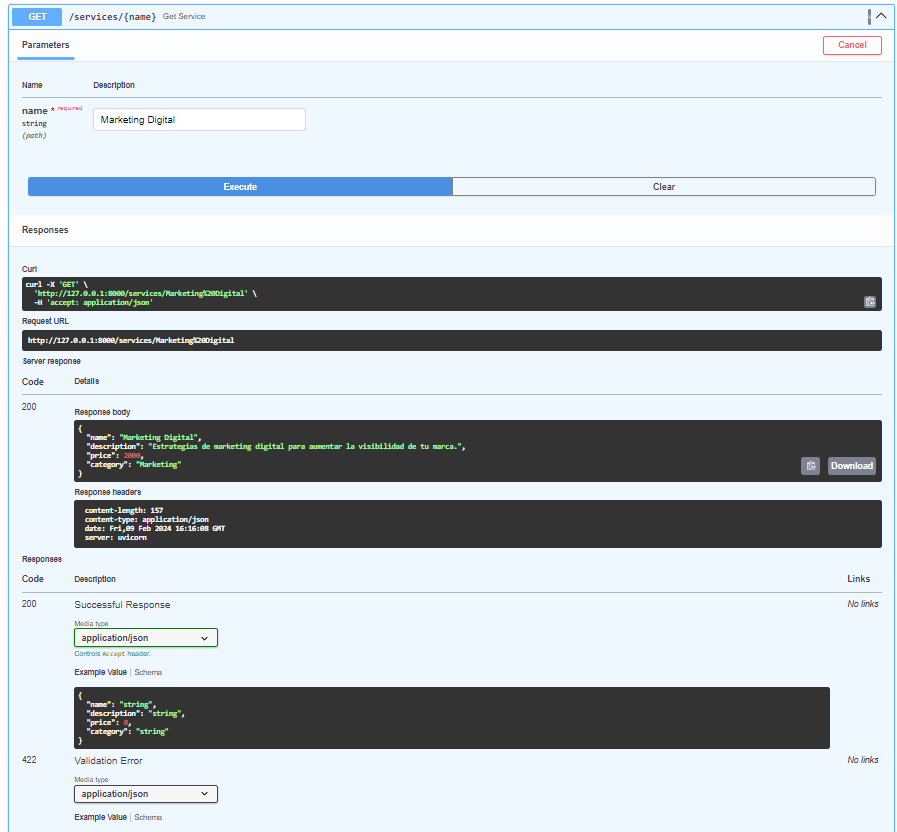 GET /services/{name} Get Service
Parameters
Cancel
Name Description
name * required
string
(path)
Marketing Digital
Execute Clear
Responses
Curl
curl -X 'GET' \
'http://127.0.0.1:8000/services/Marketing%20Digital' \
-H 'accept: application/json'
Request URL
http://127.0.0.1:8000/services/Marketing%20Digital
Server response
Code Details
200
Response body
{
"name": "Marketing Digital",
"description": "Estrategias de marketing digital para aumentar la visibilidad de tu marca.",
"price": 2000,
"category": "Marketing"
}
Download
Response headers
content-length: 157
content-type: application/json
date: Fri,09 Feb 2024 16:16:08 GMT
server: uvicorn
Responses
Code Description Links
200 Successful Response No links
Media type
application/json
Controls Accept header.
Example Value | Schema
{
"name": "string",
"description": "string",
"price": 0,
"category": "string"
}
422 Validation Error No links
Media type
application/json
Example Value | Schema